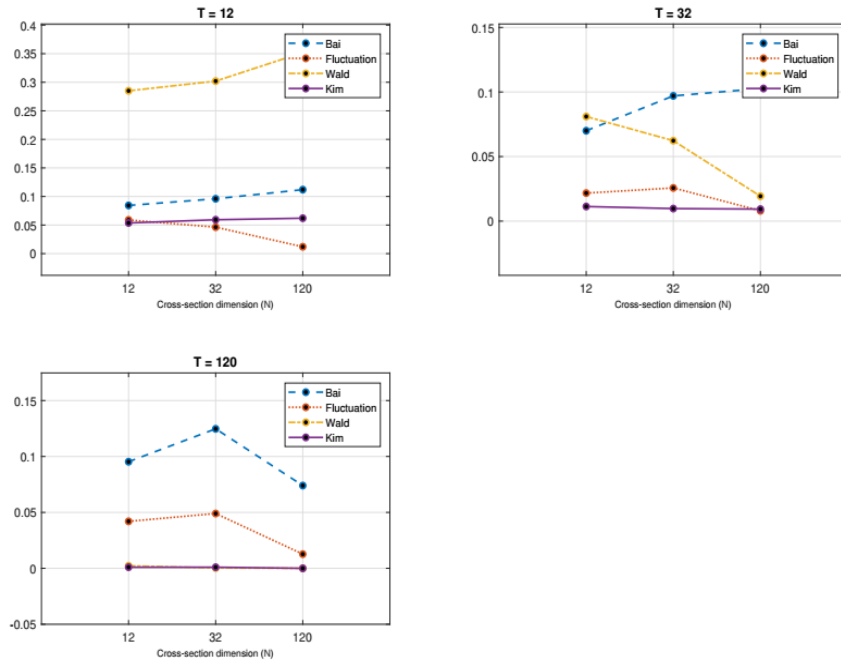 T = 12
0.4
0.35
0.3
0.25
0.2
0.15
0.1
0.05
0
Bai
Fluctuation
Wald
Kim
12 32 120
Cross-section dimension (N)
T = 32
0.15
0.1
0.05
0
Bai
Fluctuation
Wald
Kim
12 32 120
Cross-section dimension (N)
T = 120
0.15
0.1
0.05
0
-0.05
Bai
Fluctuation
Wald
Kim
12 32 120
Cross-section dimension (N)